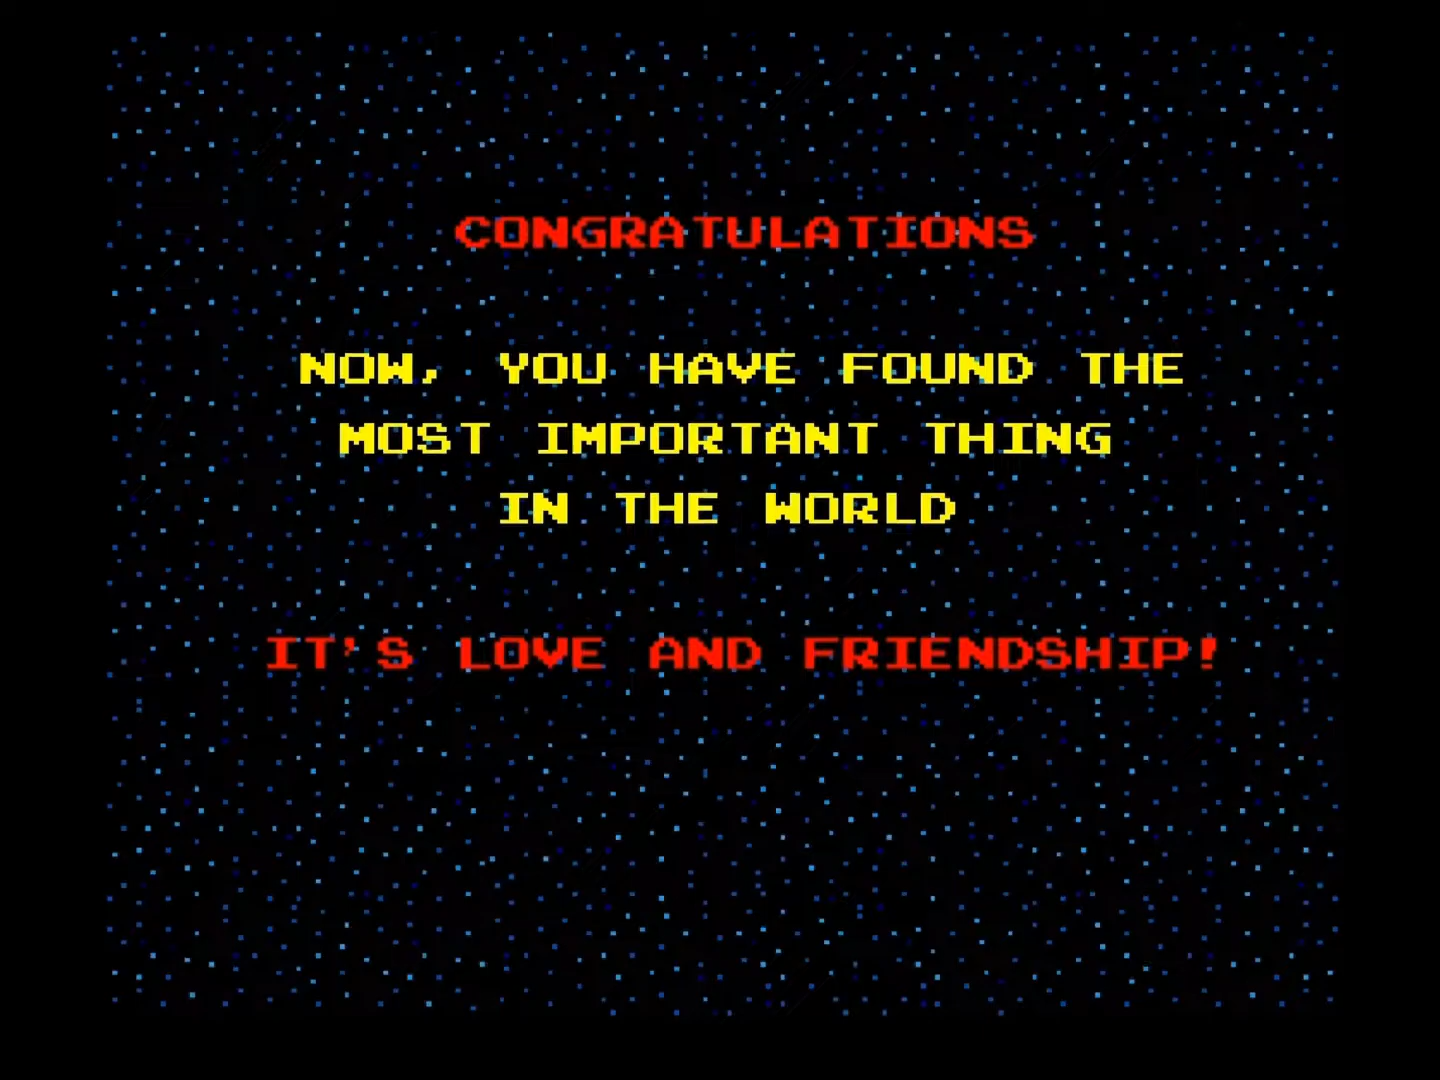 CONGRATULATIONS
NOW, YOU HAVE FOUND THE
MOST IMPORTANT THING
IN THE WORLD
IT'S LOVE AND FRIENDSHIP!